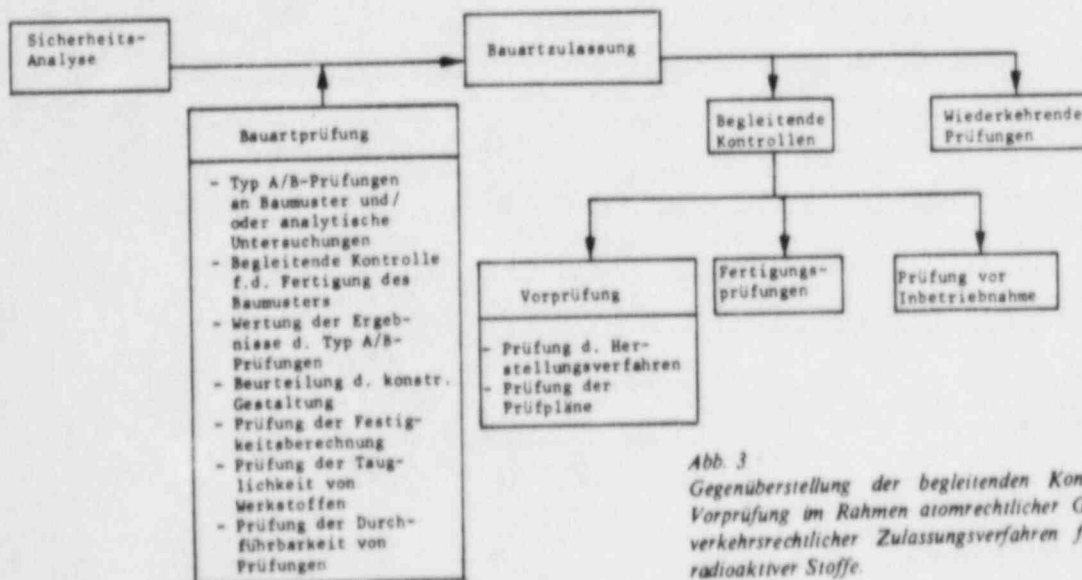 Sicherheits-
Analyse
Bauartzulassung
Bauartprüfung
- Typ A/B-Prüfungen
an Baumuster und/
oder analytische
Untersuchungen
- Begleitende Kontrolle
f.d. Fertigung des
Baumusters
- Wertung der Ergeb-
nisse d. Typ A/B-
Prüfungen
- Beurteilung d. konstr.
Gestaltung
- Prüfung der Festig-
keitsberechnung
- Prüfung der Taug-
lichkeit von
Werkstoffen
- Prüfung der Durch-
führbarkeit von
Prüfungen
Begleitende
Kontrollen
Wiederkehrende
Prüfungen
Vorprüfung
- Prüfung d. Her-
stellungsverfahren
- Prüfung der
Prüfpläne
Fertigungs-
prüfungen
Prüfung vor
Inbetriebnahme
Abb. 3
Gegenüberstellung der begleitenden Kon
Vorprüfung im Rahmen atomrechtlicher G
verkehrsrechtlicher Zulassungsverfahren f
radioaktiver Stoffe.